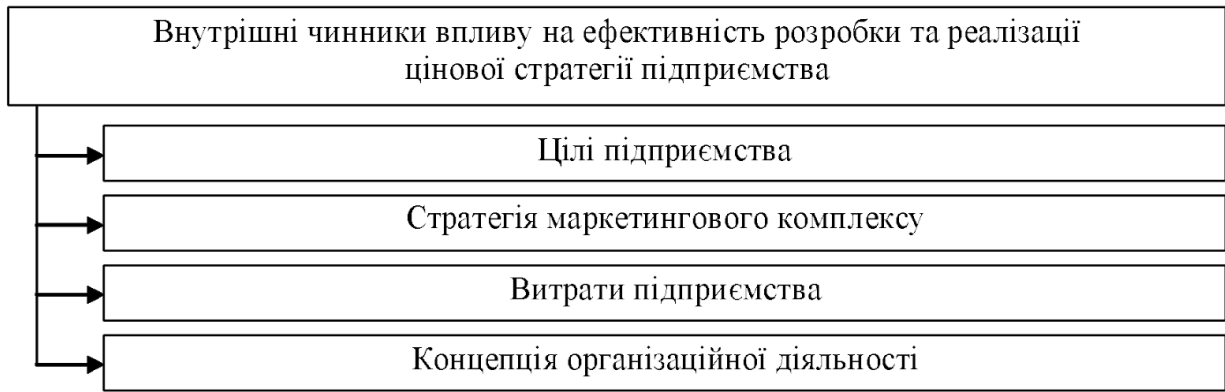 Внутрішні чинники впливу на ефективність розробки та реалізації
цінової стратегії підприємства
Цілі підприємства
Стратегія маркетингового комплексу
Витрати підприємства
Концепція організаційної діяльності